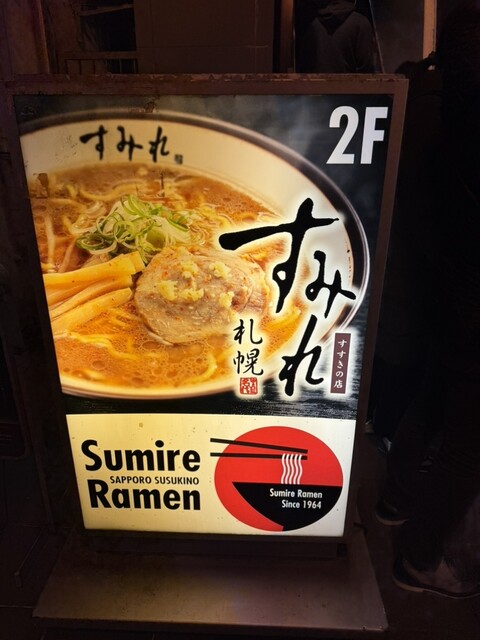 2F
すみれ
すみれ
札幌
すすきの店
Sumire
SAPPORO SUSUKINO
Ramen
Sumire Ramen
Since 1964